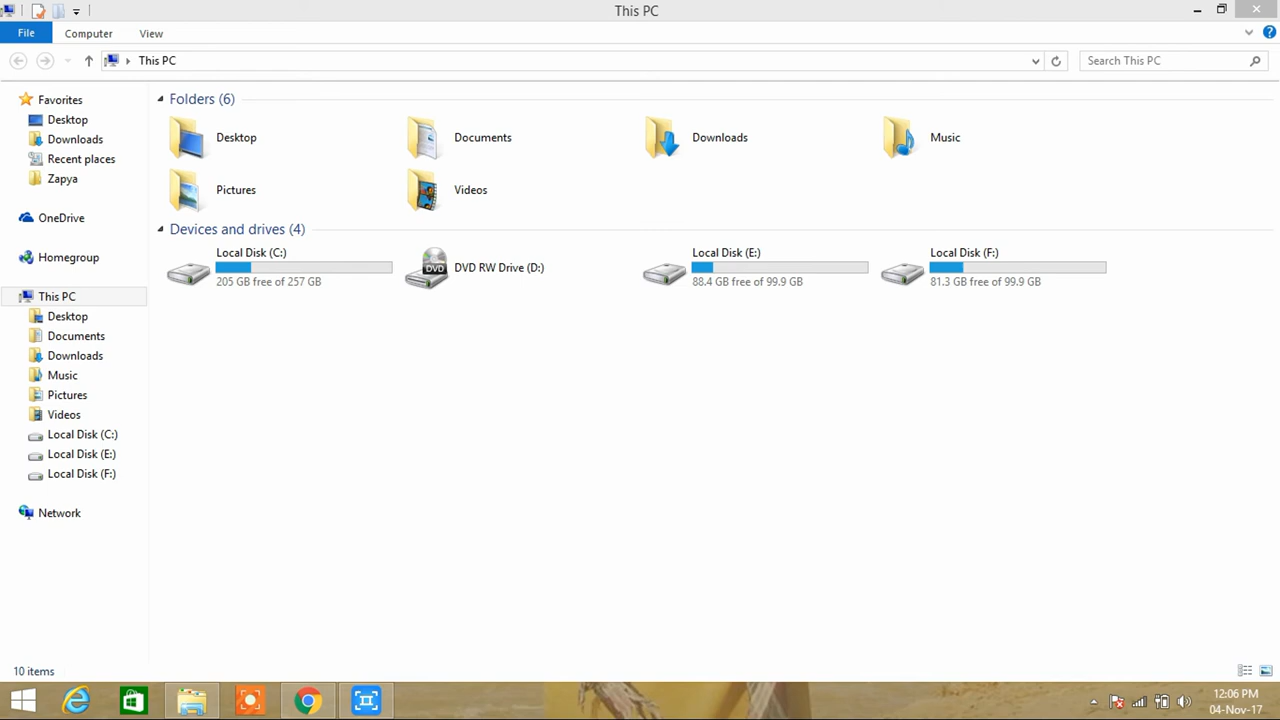 This PC
File
Computer
View
This PC
Search This PC
Favorites
Desktop
Downloads
Recent places
Zapya
OneDrive
Homegroup
This PC
Desktop
Documents
Downloads
Music
Pictures
Videos
Local Disk (C:)
Local Disk (E:)
Local Disk (F:)
Network
Folders (6)
Desktop
Documents
Downloads
Music
Pictures
Videos
Devices and drives (4)
Local Disk (C:)
205 GB free of 257 GB
DVD RW Drive (D:)
DVD
Local Disk (E:)
88.4 GB free of 99.9 GB
Local Disk (F:)
81.3 GB free of 99.9 GB
10 items
12:06 PM
04-Nov-17